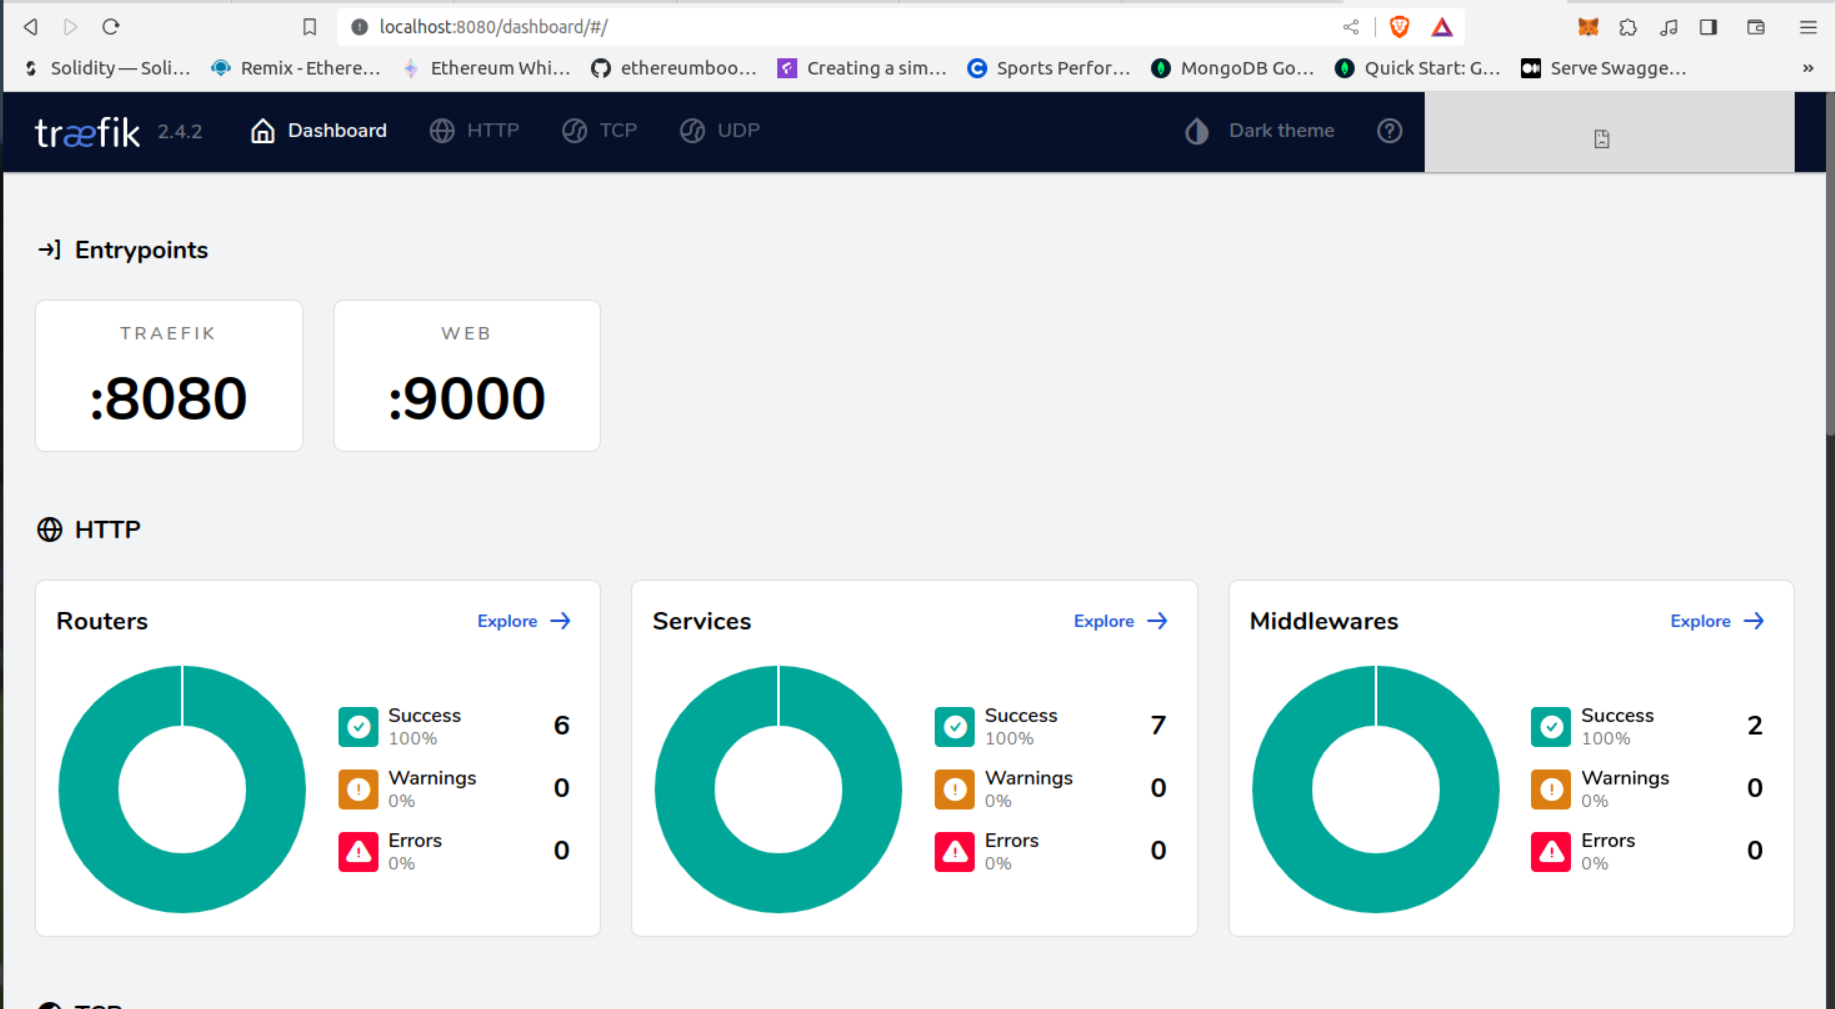 localhost:8080/dashboard/#/
Solidity — Soli... Remix - Ethere... Ethereum Whi... ethereumboo... Creating a sim... Sports Perfor... MongoDB Go... Quick Start: G... Serve Swagge... »
træfik 2.4.2 Dashboard HTTP TCP UDP Dark theme
Entrypoints
TRAEFIK
:8080
WEB
:9000
HTTP
Routers Explore
Success 6
100%
Warnings 0
0%
Errors 0
0%
Services Explore
Success 7
100%
Warnings 0
0%
Errors 0
0%
Middlewares Explore
Success 2
100%
Warnings 0
0%
Errors 0
0%
TCP